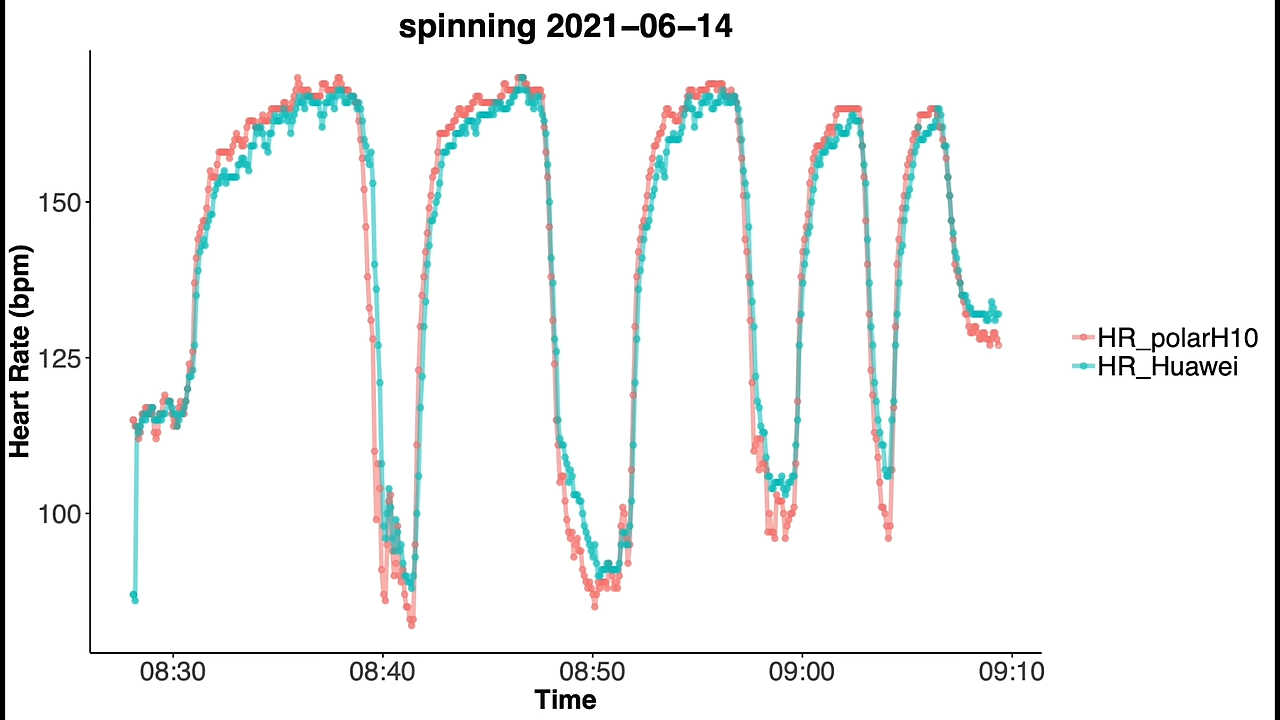 spinning 2021−06−14
Heart Rate (bpm)
150
125
100
08:30
08:40
08:50
09:00
09:10
Time
HR_polarH10
HR_Huawei